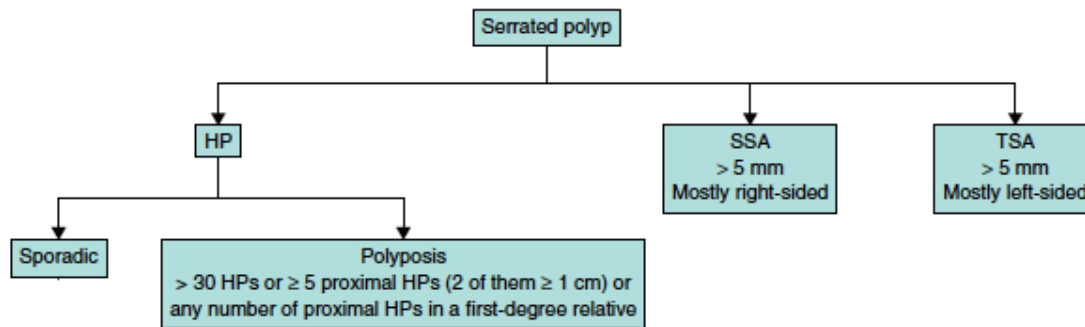 Serrated polyp
HP
SSA
> 5 mm
Mostly right-sided
TSA
> 5 mm
Mostly left-sided
Sporadic
Polyposis
> 30 HPs or ≥ 5 proximal HPs (2 of them ≥ 1 cm) or
any number of proximal HPs in a first-degree relative